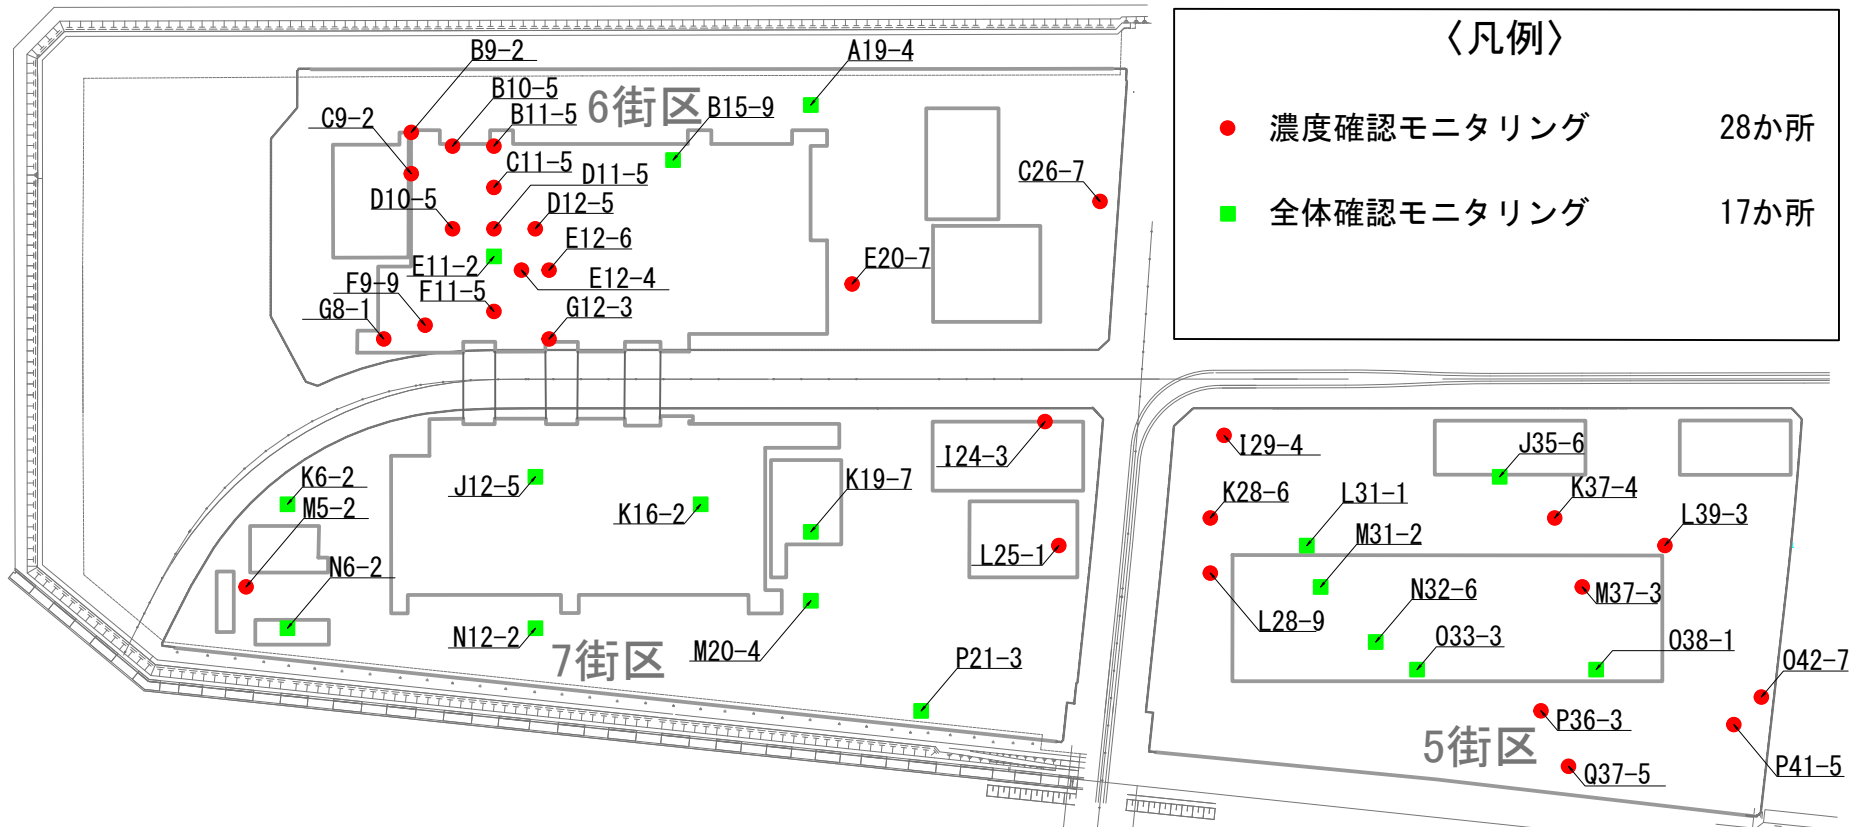 〈凡例〉
濃度確認モニタリング 28か所
全体確認モニタリング 17か所
B9-2
A19-4
B10-5
6街区
B15-9
B11-5
C9-2
C11-5
D11-5
C26-7
D10-5
D12-5
E12-6
E11-2
E20-7
E12-4
F9-9
F11-5
G8-1
G12-3
I24-3
I29-4
J35-6
K6-2
J12-5
K19-7
K28-6
K37-4
M5-2
K16-2
L31-1
L39-3
M31-2
L25-1
N6-2
N32-6
M37-3
L28-9
N12-2
7街区
M20-4
O33-3
O38-1
P21-3
O42-7
P36-3
5街区
Q37-5
P41-5